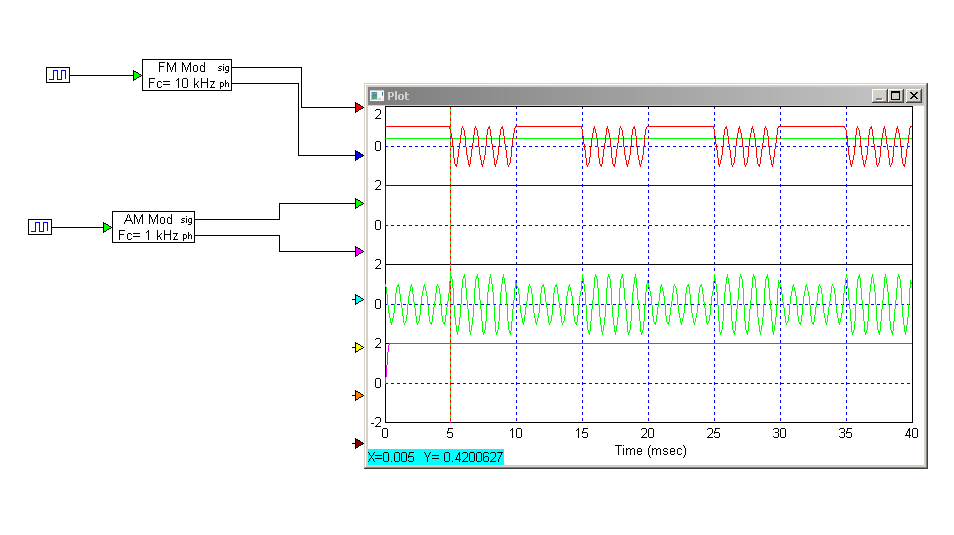 FM Mod sig
Fc= 10 kHz ph
Plot
2
0
2
0
AM Mod sig
Fc= 1 kHz ph
2
0
2
0
-2
0 5 10 15 20 25 30 35 40
Time (msec)
X=0.005 Y= 0.4200627